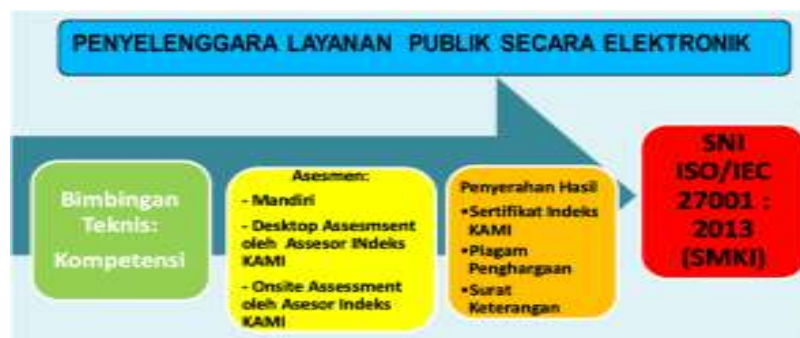 PENYELENGGARA LAYANAN PUBLIK SECARA ELEKTRONIK
Bimbingan
Teknis:
Kompetensi
Asesmen:
- Mandiri
- Desktop Assesmsent
oleh Assesor INdeks
KAMI
- Onsite Assessment
oleh Asesor Indeks
KAMI
Penyerahan Hasil
•Sertifikat Indeks
KAMI
•Piagam
Penghargaan
•Surat
Keterangan
SNI
ISO/IEC
27001 :
2013
(SMKI)